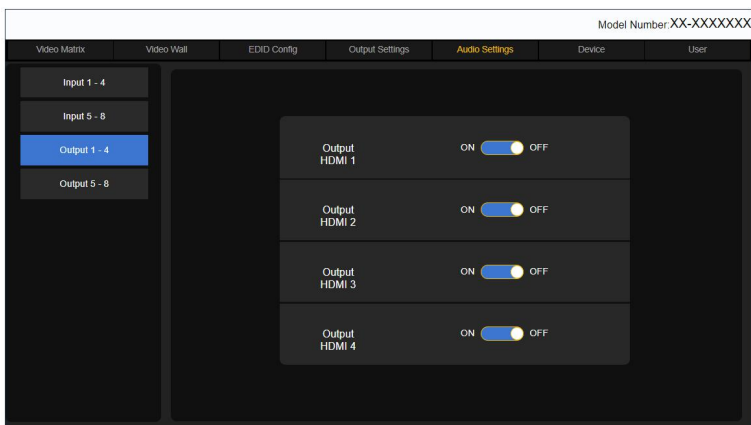 Model Number:XX-XXXXXXX
Video Matrix Video Wall EDID Config Output Settings Audio Settings Device User
Input 1 - 4
Input 5 - 8
Output 1 - 4
Output 5 - 8
Output
HDMI 1
ON OFF
Output
HDMI 2
ON OFF
Output
HDMI 3
ON OFF
Output
HDMI 4
ON OFF